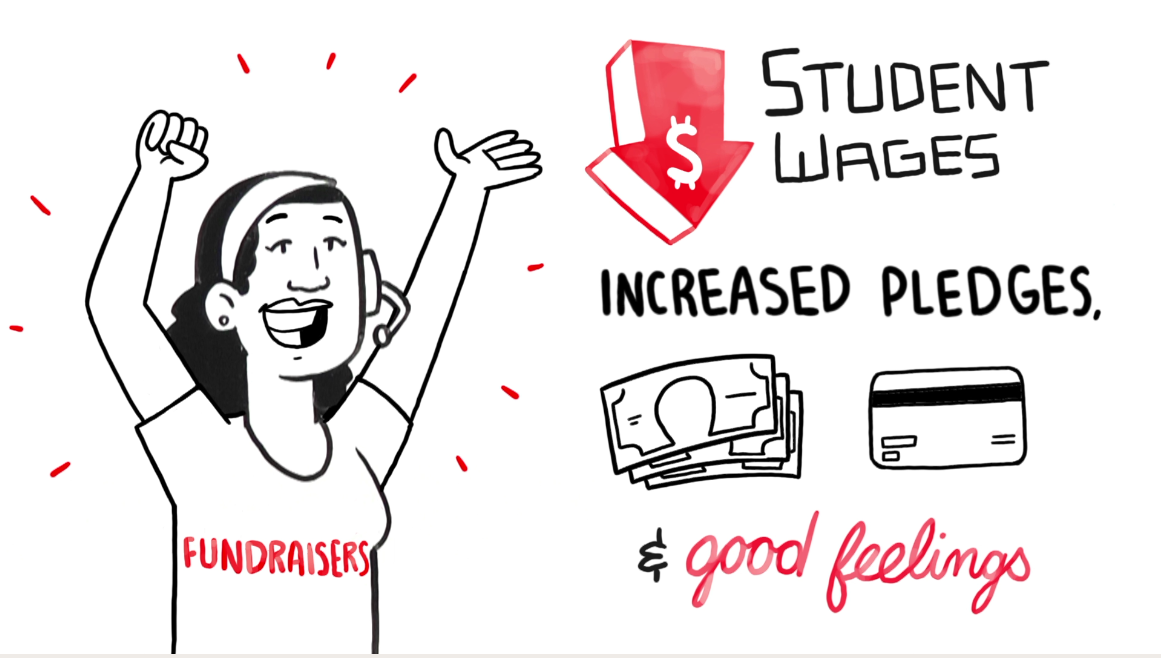 $
STUDENT
WAGES
INCREASED PLEDGES,
& good feelings
FUNDRAISERS